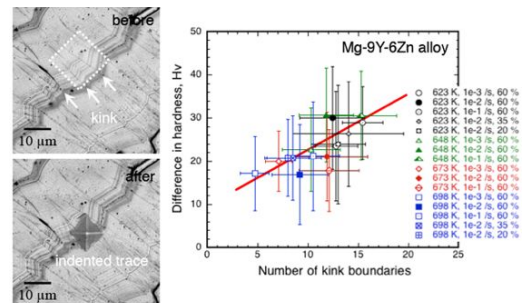 before
kink
10 µm
after
indented trace
10 µm
Mg-9Y-6Zn alloy
Difference in hardness, Hv
50
40
30
20
10
0
0
5
10
15
20
25
Number of kink boundaries
623 K, 1e-3 /s, 60 %
623 K, 1e-2 /s, 60 %
623 K, 1e-1 /s, 60 %
623 K, 1e-2 /s, 35 %
623 K, 1e-2 /s, 20 %
648 K, 1e-3 /s, 60 %
648 K, 1e-2 /s, 60 %
648 K, 1e-1 /s, 60 %
673 K, 1e-3 /s, 60 %
673 K, 1e-2 /s, 60 %
673 K, 1e-1 /s, 60 %
698 K, 1e-3 /s, 60 %
698 K, 1e-2 /s, 60 %
698 K, 1e-1 /s, 60 %
698 K, 1e-2 /s, 35 %
698 K, 1e-2 /s, 20 %